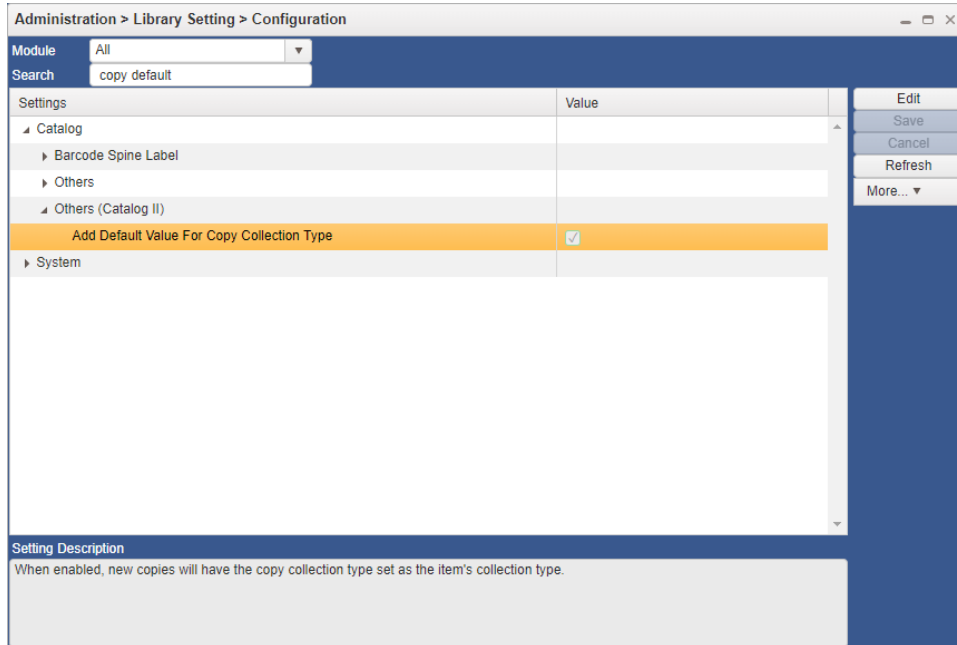 Administration > Library Setting > Configuration
Module All
Search copy default
Settings Value
Catalog
Barcode Spine Label
Others
Others (Catalog II)
Add Default Value For Copy Collection Type
System
Edit
Save
Cancel
Refresh
More...
Setting Description
When enabled, new copies will have the copy collection type set as the item's collection type.